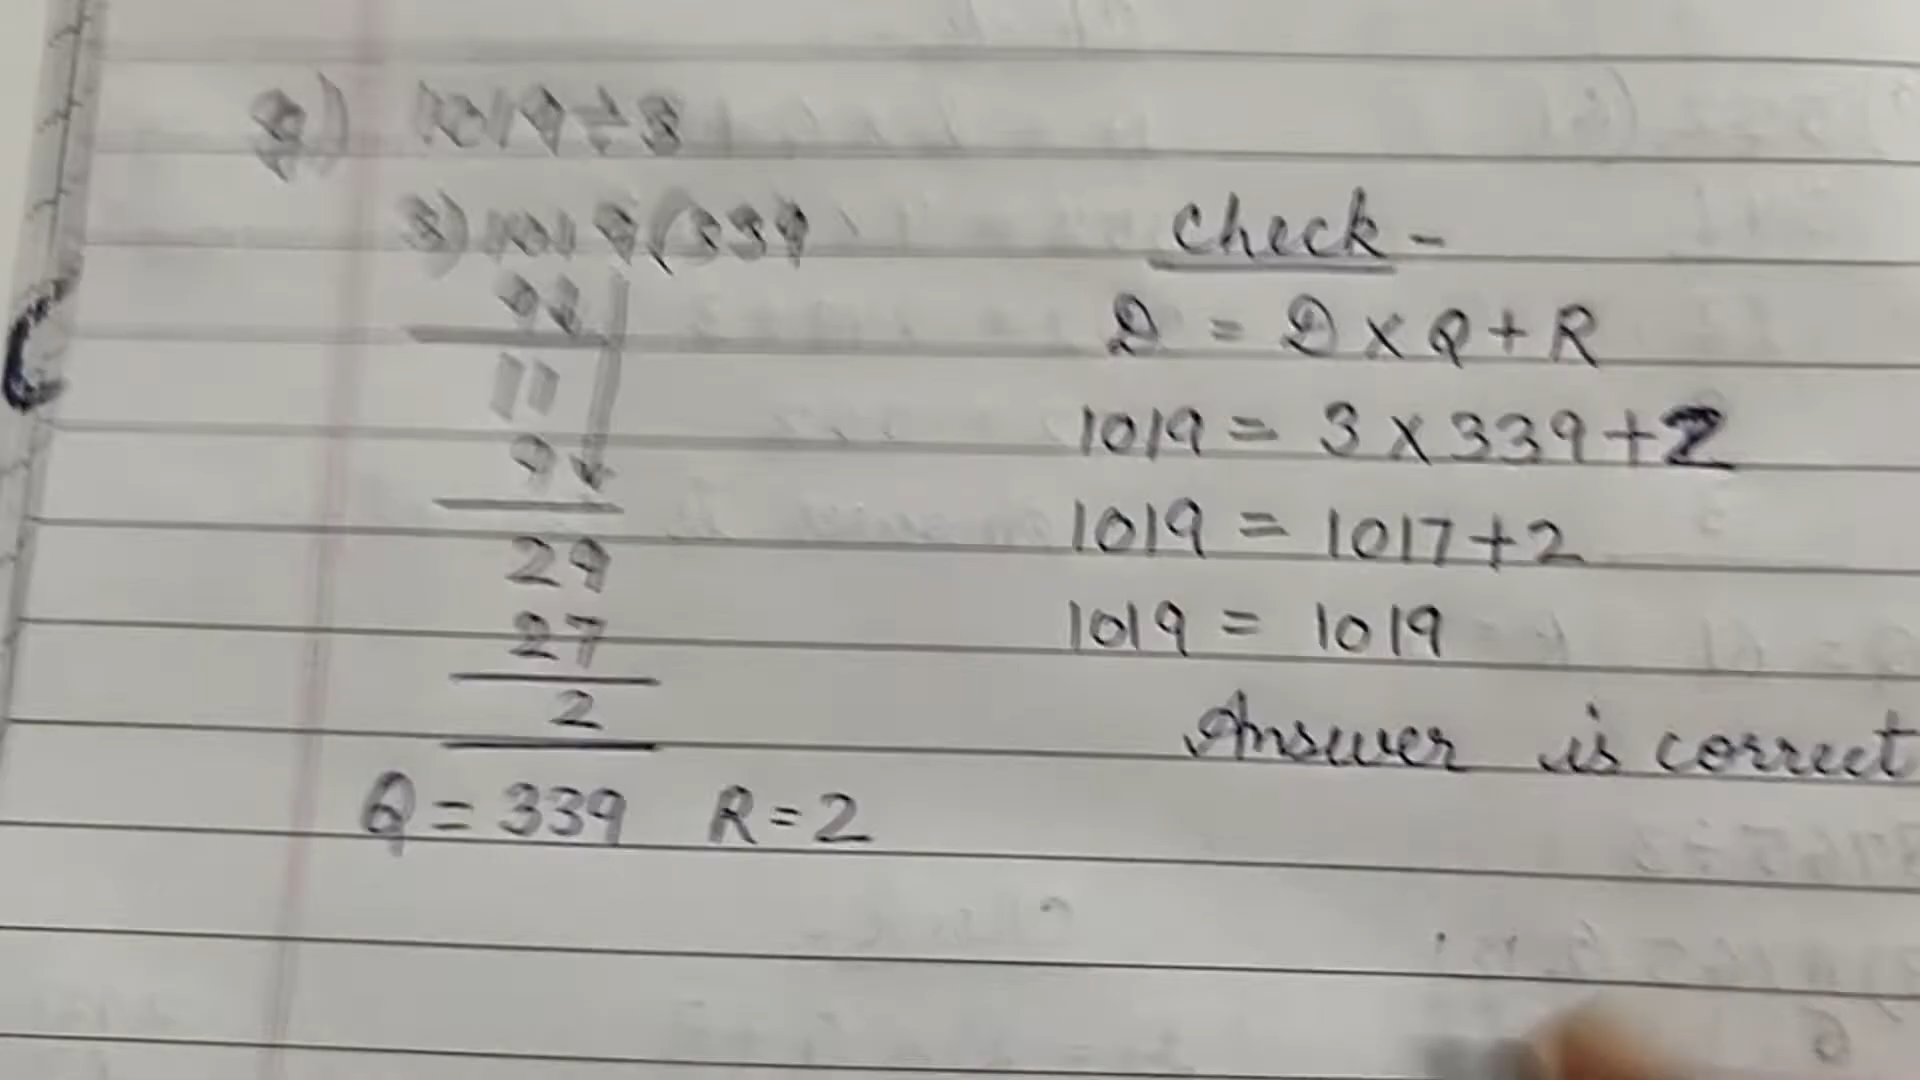 1019÷3
3)1019(339
9↓
11
9↓
29
27
2
Q = 339 R = 2
Check -
D = D x Q + R
1019 = 3 x 339 + 2
1019 = 1017 + 2
1019 = 1019
Answer is correct